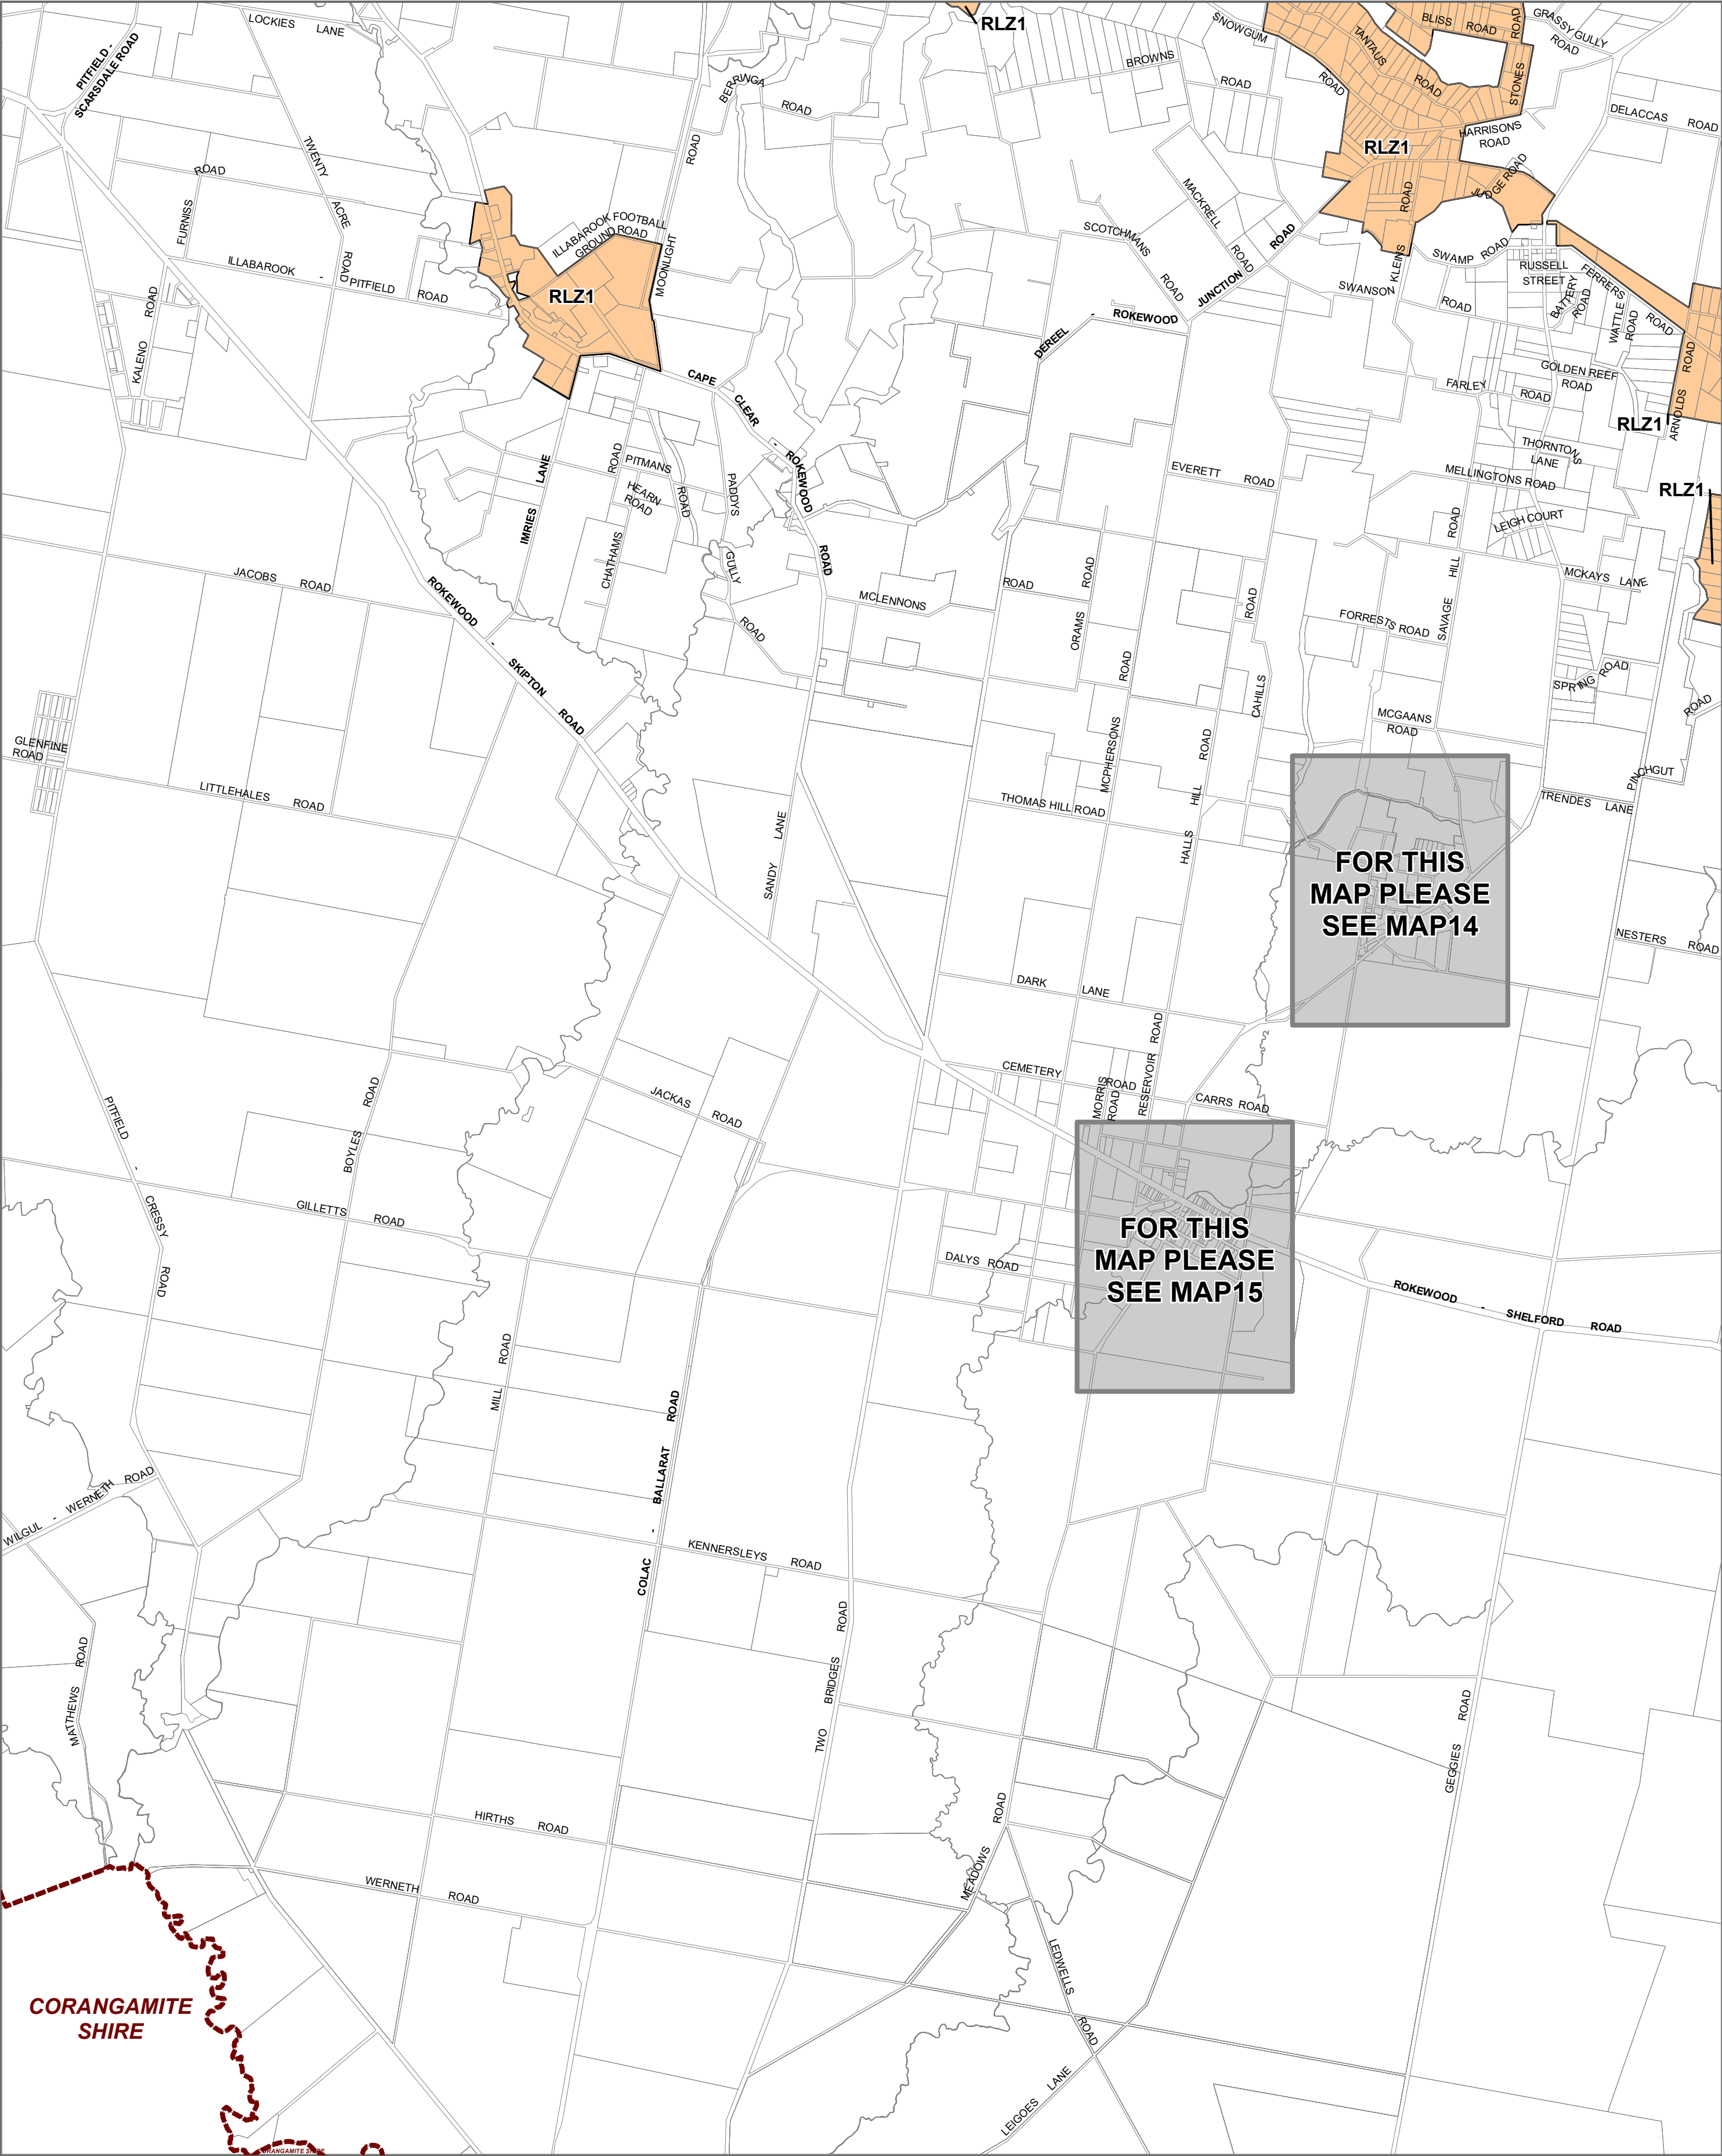 LOCKIES LANE
PITFIELD -
SCARSDALE ROAD
RLZ1
SNOWGUM
ROAD
TANTAUS
ROAD
BLISS ROAD
STONES ROAD
GRASSY GULLY
ROAD
BROWNS
ROAD
BERRINGA
ROAD
DELACCAS ROAD
HARRISONS
ROAD
RLZ1
JUDGE ROAD
TWENTY
ACRE
ROAD
ROAD
FURNISS
ILLABAROOK FOOTBALL
GROUND ROAD
MOONLIGHT
ROAD
MACKRELL
ROAD
SCOTCHMANS
ROAD
JUNCTION ROAD
KLEINS
ROAD
SWAMP ROAD
RUSSELL
STREET
FERRERS
ROAD
BATTERY
ROAD
WATTLE
ROAD
SWANSON
ROAD
ILLABAROOK - PITFIELD ROAD
RLZ1
KALENO
ROAD
DEREEL - ROKEWOOD
GOLDEN REEF
ROAD
FARLEY
ROAD
ARNOLDS
ROAD
RLZ1
CAPE
CLEAR
-
ROKEWOOD
ROAD
IMRIES LANE
PITMANS
ROAD
HEARN
ROAD
CHATHAMS
ROAD
PADDYS
GULLY
ROAD
EVERETT ROAD
THORNTONS
LANE
MELLINGTONS ROAD
RLZ1
LEIGH COURT
JACOBS ROAD
ROKEWOOD
-
SKIPTON
ROAD
MCLENNONS
ROAD
ORAMS
ROAD
MCPHERSONS
ROAD
CAHILLS
ROAD
FORRESTS ROAD
SAVAGE
HILL
ROAD
MCKAYS LANE
SPRING ROAD
MCGAANS
ROAD
PINCHGUT
ROAD
TRENDES LANE
GLENFINE
ROAD
LITTLEHALES ROAD
SANDY LANE
THOMAS HILL ROAD
HALLS
HILL
ROAD
FOR THIS
MAP PLEASE
SEE MAP14
NESTERS ROAD
DARK LANE
CEMETERY
ROAD
MORRIS
ROAD
RESERVOIR ROAD
CARRS ROAD
JACKAS ROAD
PITFIELD
-
CRESSY
ROAD
BOYLES ROAD
GILLETTS ROAD
DALYS ROAD
FOR THIS
MAP PLEASE
SEE MAP15
ROKEWOOD - SHELFORD ROAD
MILL ROAD
COLAC - BALLARAT ROAD
WILGUL - WERNETH ROAD
KENNERSLEYS ROAD
MATTHEWS ROAD
TWO BRIDGES ROAD
GEGGIES ROAD
HIRTHS ROAD
WERNETH ROAD
MEADOWS ROAD
LEDWELLS
ROAD
LEIGOES LANE
CORANGAMITE
SHIRE
CORANGAMITE SHIRE